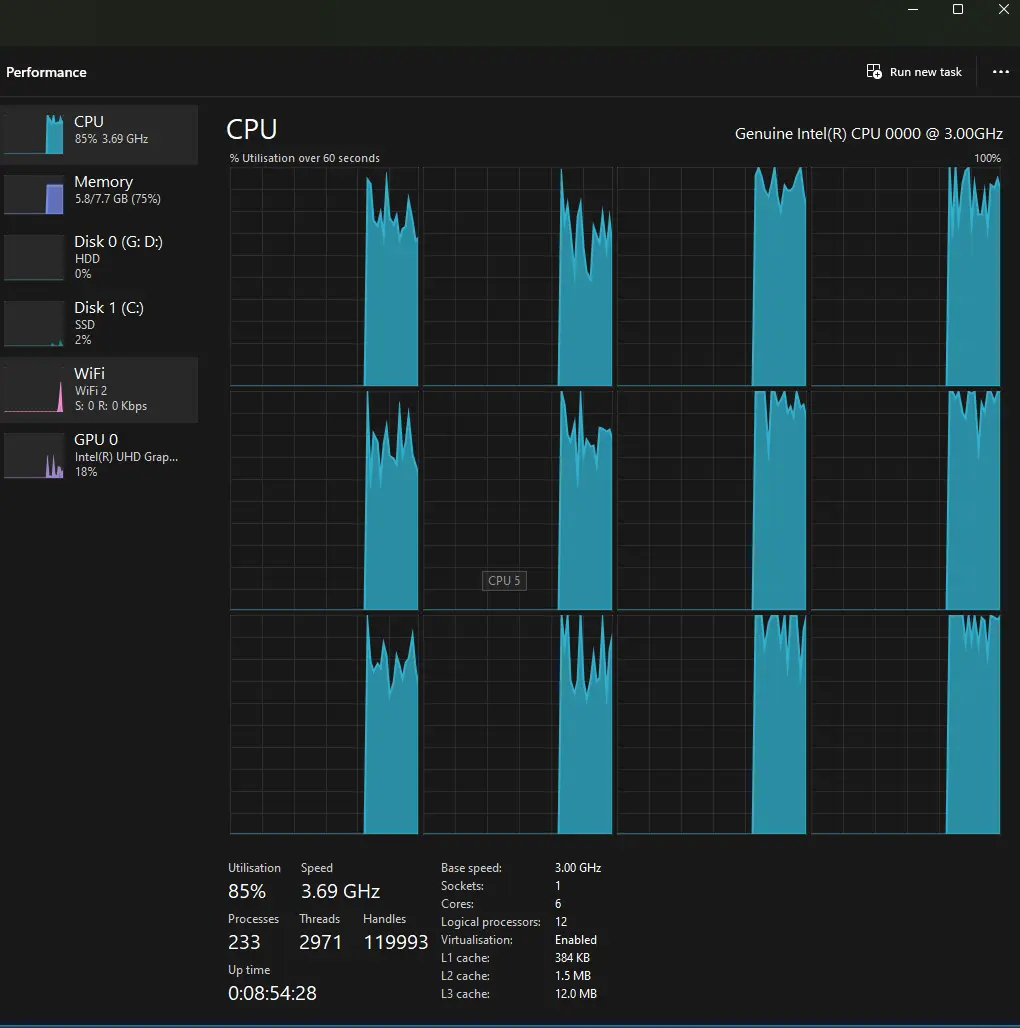 Performance
Run new task
CPU
85% 3.69 GHz
Memory
5.8/7.7 GB (75%)
Disk 0 (G: D:)
HDD
0%
Disk 1 (C:)
SSD
2%
WiFi
WiFi 2
S: 0 R: 0 Kbps
GPU 0
Intel(R) UHD Grap...
18%
CPU
Genuine Intel(R) CPU 0000 @ 3.00GHz
% Utilisation over 60 seconds
100%
CPU 5
Utilisation
Speed
85%
3.69 GHz
Processes
Threads
Handles
233
2971
119993
Up time
0:08:54:28
Base speed: 3.00 GHz
Sockets: 1
Cores: 6
Logical processors: 12
Virtualisation: Enabled
L1 cache: 384 KB
L2 cache: 1.5 MB
L3 cache: 12.0 MB